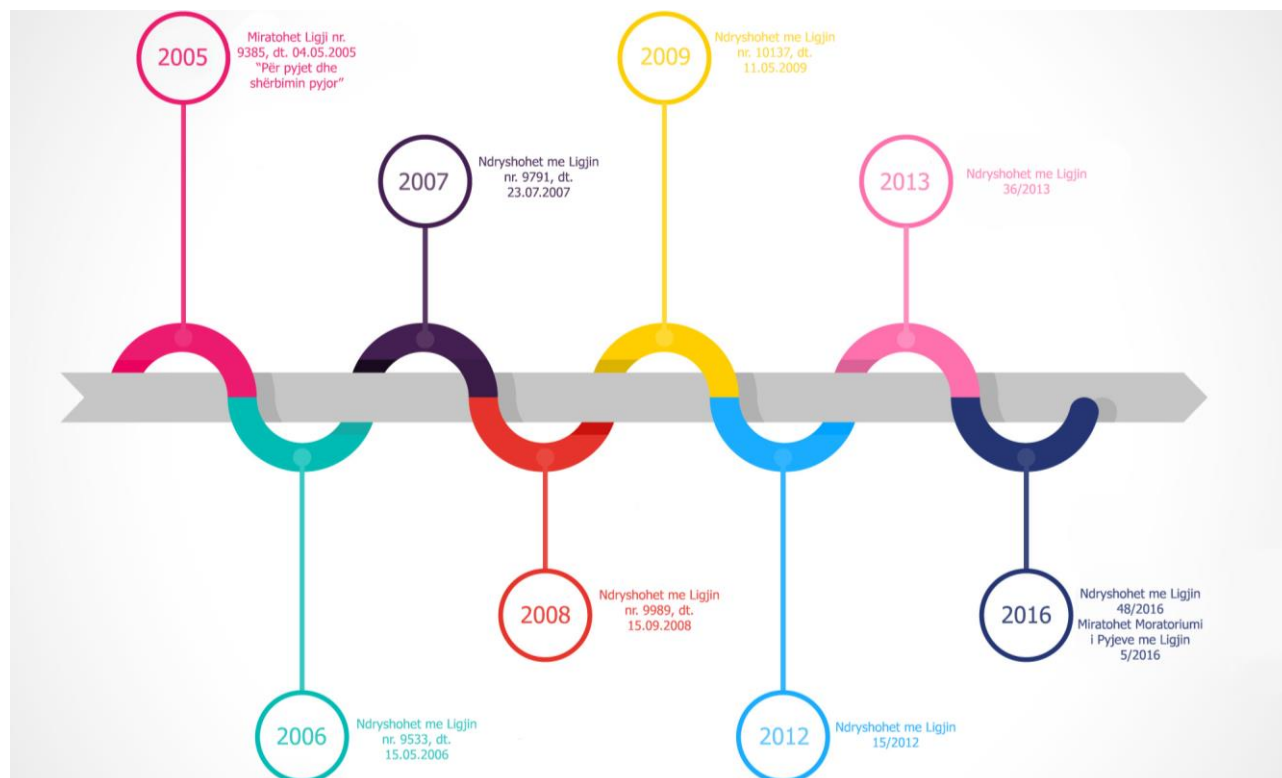 2005
Miratohet Ligji nr.
9385, dt. 04.05.2005
“Për pyjet dhe
shërbimin pyjor”
2006
Ndryshohet me Ligjin
nr. 9533, dt.
15.05.2006
2007
Ndryshohet me Ligjin
nr. 9791, dt.
23.07.2007
2008
Ndryshohet me Ligjin
nr. 9989, dt.
15.09.2008
2009
Ndryshohet me Ligjin
nr. 10137, dt.
11.05.2009
2012
Ndryshohet me Ligjin
15/2012
2013
Ndryshohet me Ligjin
36/2013
2016
Ndryshohet me Ligjin
48/2016
Miratohet Moratoriumi
i Pyjeve me Ligjin
5/2016